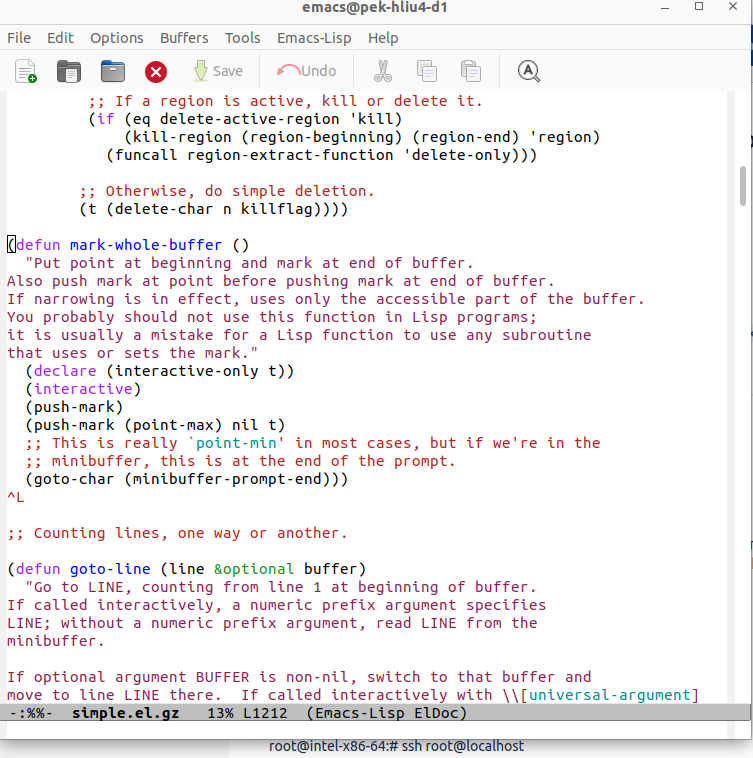 emacs@pek-hliu4-d1
File Edit Options Buffers Tools Emacs-Lisp Help
Save Undo
;; If a region is active, kill or delete it.
(if (eq delete-active-region 'kill)
(kill-region (region-beginning) (region-end) 'region)
(funcall region-extract-function 'delete-only)))
;; Otherwise, do simple deletion.
(t (delete-char n killflag))))
(defun mark-whole-buffer ()
"Put point at beginning and mark at end of buffer.
Also push mark at point before pushing mark at end of buffer.
If narrowing is in effect, uses only the accessible part of the buffer.
You probably should not use this function in Lisp programs;
it is usually a mistake for a Lisp function to use any subroutine
that uses or sets the mark."
(declare (interactive-only t))
(interactive)
(push-mark)
(push-mark (point-max) nil t)
;; This is really `point-min' in most cases, but if we're in the
;; minibuffer, this is at the end of the prompt.
(goto-char (minibuffer-prompt-end)))
^L
;; Counting lines, one way or another.
(defun goto-line (line &optional buffer)
"Go to LINE, counting from line 1 at beginning of buffer.
If called interactively, a numeric prefix argument specifies
LINE; without a numeric prefix argument, read LINE from the
minibuffer.
If optional argument BUFFER is non-nil, switch to that buffer and
move to line LINE there.  If called interactively with \\[universal-argument]
-:%%-  simple.el.gz   13% L1212  (Emacs-Lisp ElDoc)
root@intel-x86-64:# ssh root@localhost